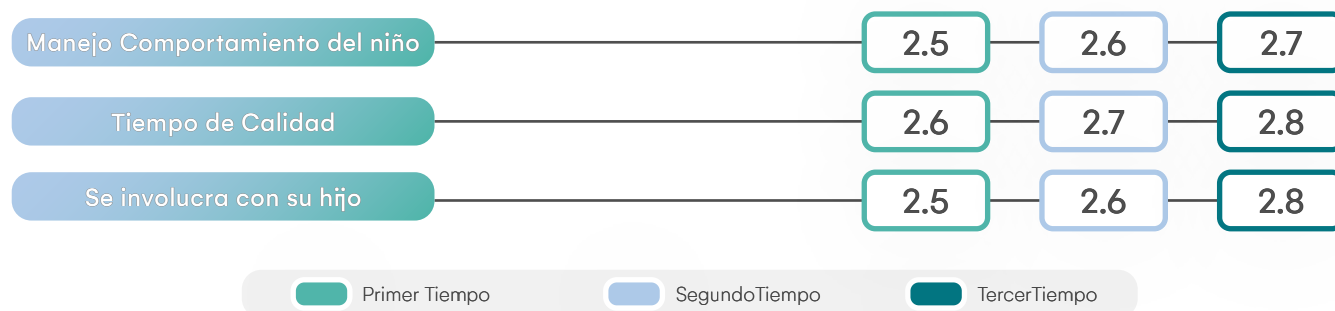 Manejo Comportamiento del niño 2.5 2.6 2.7
Tiempo de Calidad 2.6 2.7 2.8
Se involucra con su hijo 2.5 2.6 2.8
Primer Tiempo SegundoTiempo TercerTiempo